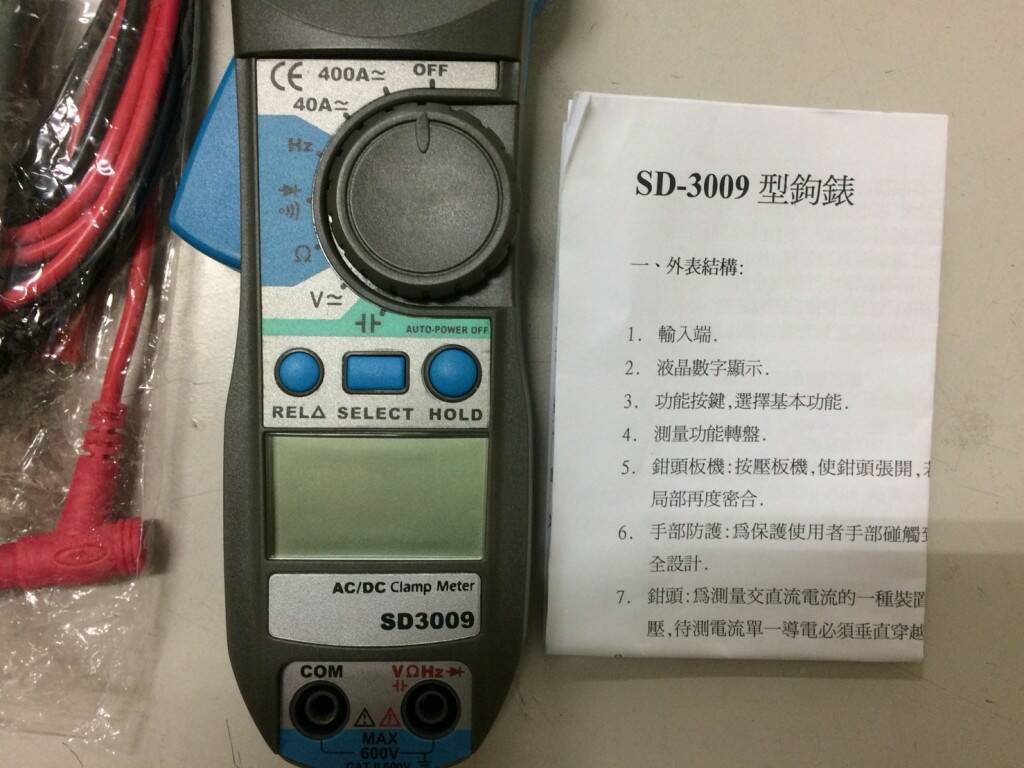 CE 400A≃ OFF
40A≃
Hz
Ω
V≃
AUTO-POWER OFF
REL△ SELECT HOLD
AC/DC Clamp Meter
SD3009
COM VΩHz
MAX
600V
CAT II 600V
SD-3009 型鉤錶
一、外表結構:
1. 輸入端.
2. 液晶數字顯示.
3. 功能按鍵,選擇基本功能.
4. 測量功能轉盤.
5. 鉗頭板機:按壓板機,使鉗頭張開,
局部再度密合.
6. 手部防護:爲保護使用者手部碰觸
全設計.
7. 鉗頭:爲測量交直流電流的一種裝置
壓,待測電流單一導電必須垂直穿越